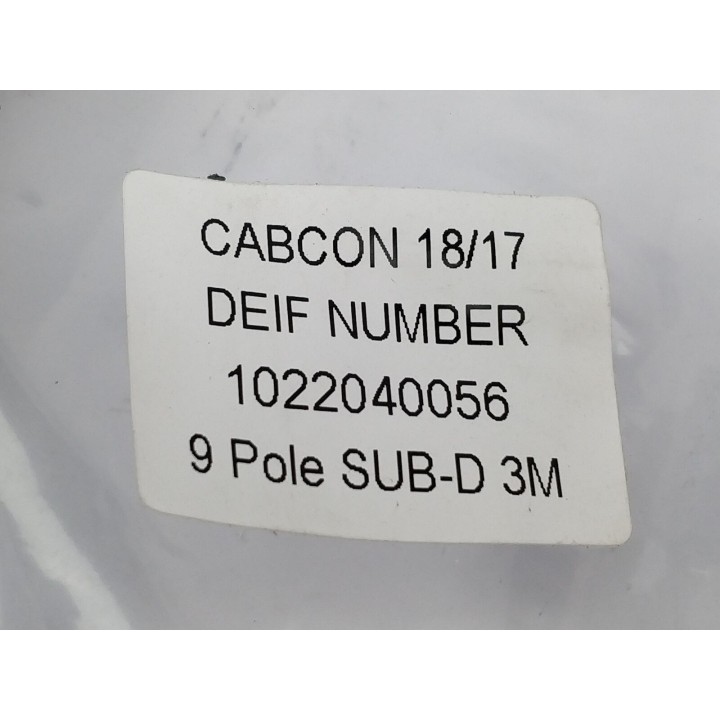 CABCON 18/17
DEIF NUMBER
1022040056
9 Pole SUB-D 3M